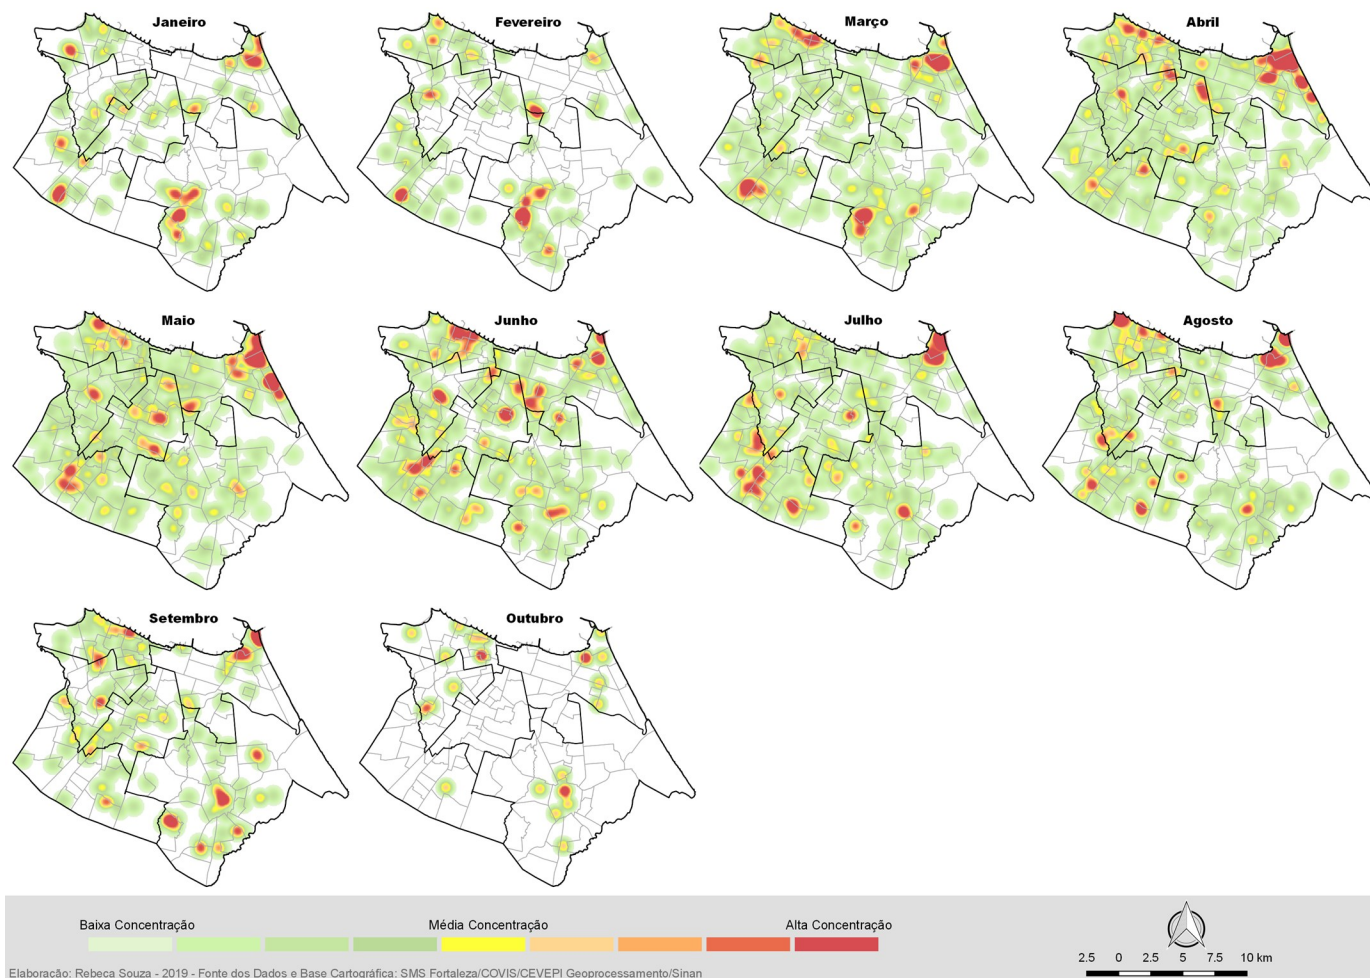 Janeiro
Fevereiro
Março
Abril
Maio
Junho
Julho
Agosto
Setembro
Outubro
Baixa Concentração
Média Concentração
Alta Concentração
2.5 0 2.5 5 7.5 10 km
Elaboração: Rebeca Souza - 2019 - Fonte dos Dados e Base Cartográfica: SMS Fortaleza/COVIS/CEVEPI Geoprocessamento/Sinan